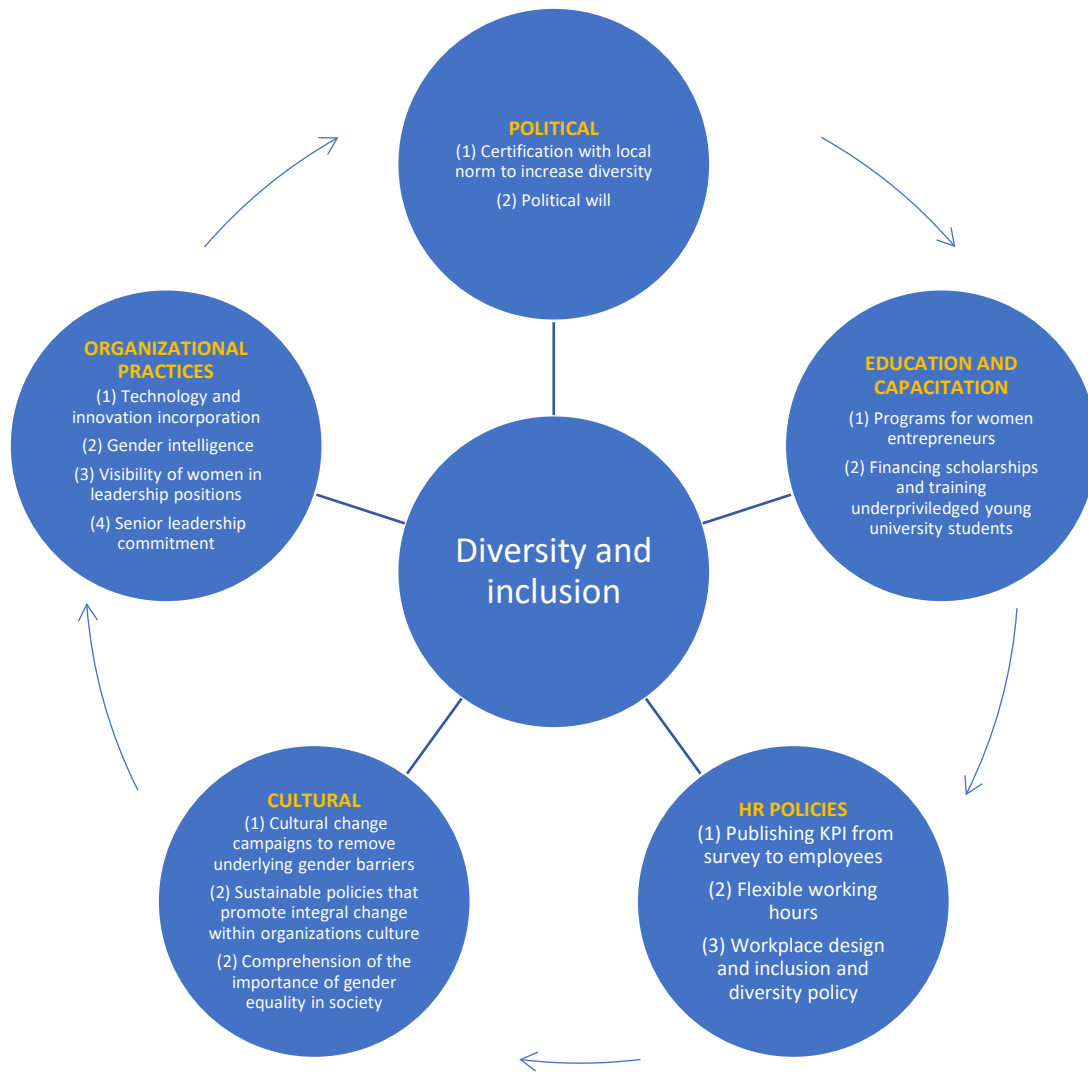 POLITICAL
(1) Certification with local
norm to increase diversity
(2) Political will
EDUCATION AND
CAPACITATION
(1) Programs for women
entrepreneurs
(2) Financing scholarships
and training
underpriviledged young
university students
HR POLICIES
(1) Publishing KPI from
survey to employees
(2) Flexible working
hours
(3) Workplace design
and inclusion and
diversity policy
CULTURAL
(1) Cultural change
campaigns to remove
underlying gender barriers
(2) Sustainable policies that
promote integral change
within organizations culture
(2) Comprehension of the
importance of gender
equality in society
ORGANIZATIONAL
PRACTICES
(1) Technology and
innovation incorporation
(2) Gender intelligence
(3) Visibility of women in
leadership positions
(4) Senior leadership
commitment
Diversity and
inclusion